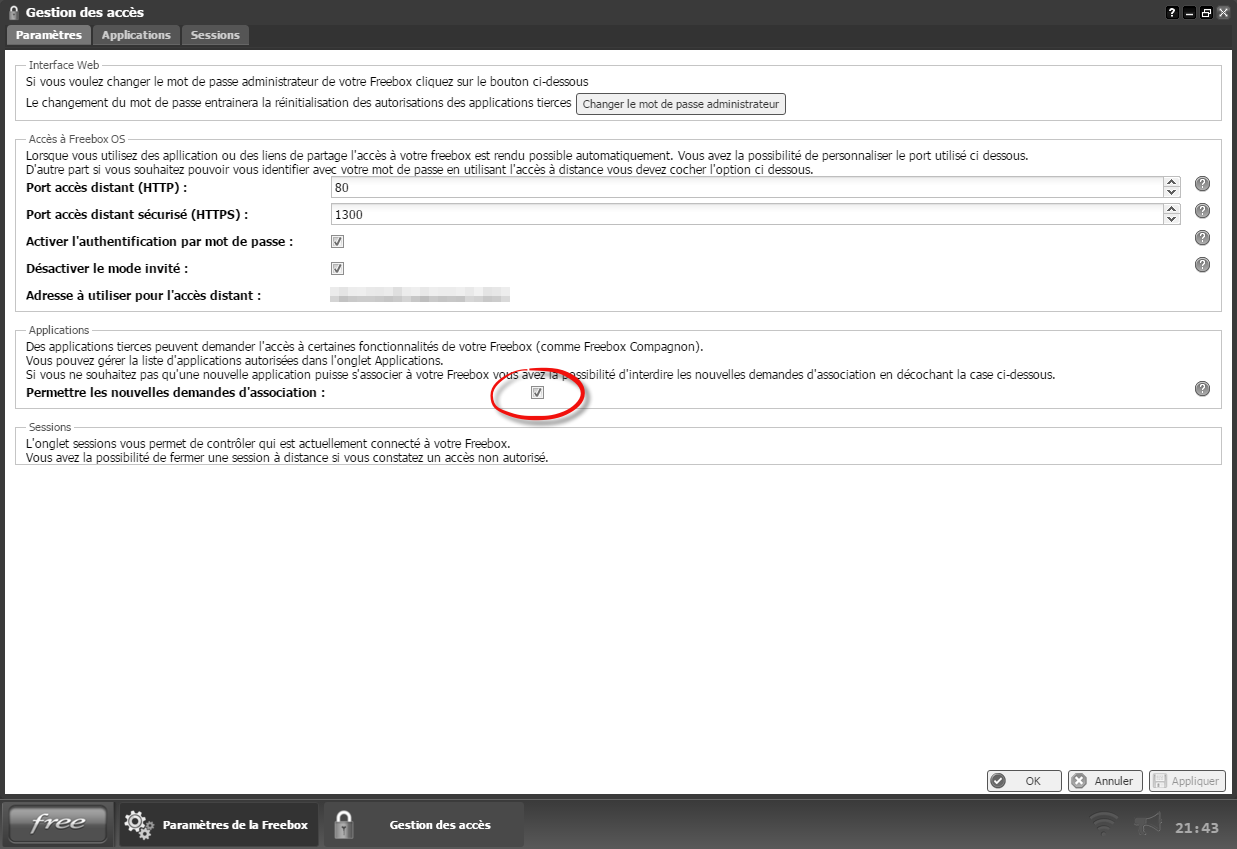 Gestion des accès
Paramètres Applications Sessions
Interface Web
Si vous voulez changer le mot de passe administrateur de votre Freebox cliquez sur le bouton ci-dessous
Le changement du mot de passe entrainera la réinitialisation des autorisations des applications tierces Changer le mot de passe administrateur
Accès à Freebox OS
Lorsque vous utilisez des apllication ou des liens de partage l'accès à votre freebox est rendu possible automatiquement. Vous avez la possibilité de personnaliser le port utilisé ci dessous.
D'autre part si vous souhaitez pouvoir vous identifier avec votre mot de passe en utilisant l'accès à distance vous devez cocher l'option ci dessous.
Port accès distant (HTTP) : 80
Port accès distant sécurisé (HTTPS) : 1300
Activer l'authentification par mot de passe :
Désactiver le mode invité :
Adresse à utiliser pour l'accès distant :
Applications
Des applications tierces peuvent demander l'accès à certaines fonctionnalités de votre Freebox (comme Freebox Compagnon).
Vous pouvez gérer la liste d'applications autorisées dans l'onglet Applications.
Si vous ne souhaitez pas qu'une nouvelle application puisse s'associer à votre Freebox vous avez la possibilité d'interdire les nouvelles demandes d'association en décochant la case ci-dessous.
Permettre les nouvelles demandes d'association :
Sessions
L'onglet sessions vous permet de contrôler qui est actuellement connecté à votre Freebox.
Vous avez la possibilité de fermer une session à distance si vous constatez un accès non autorisé.
OK Annuler Appliquer
free Paramètres de la Freebox Gestion des accès 21:43